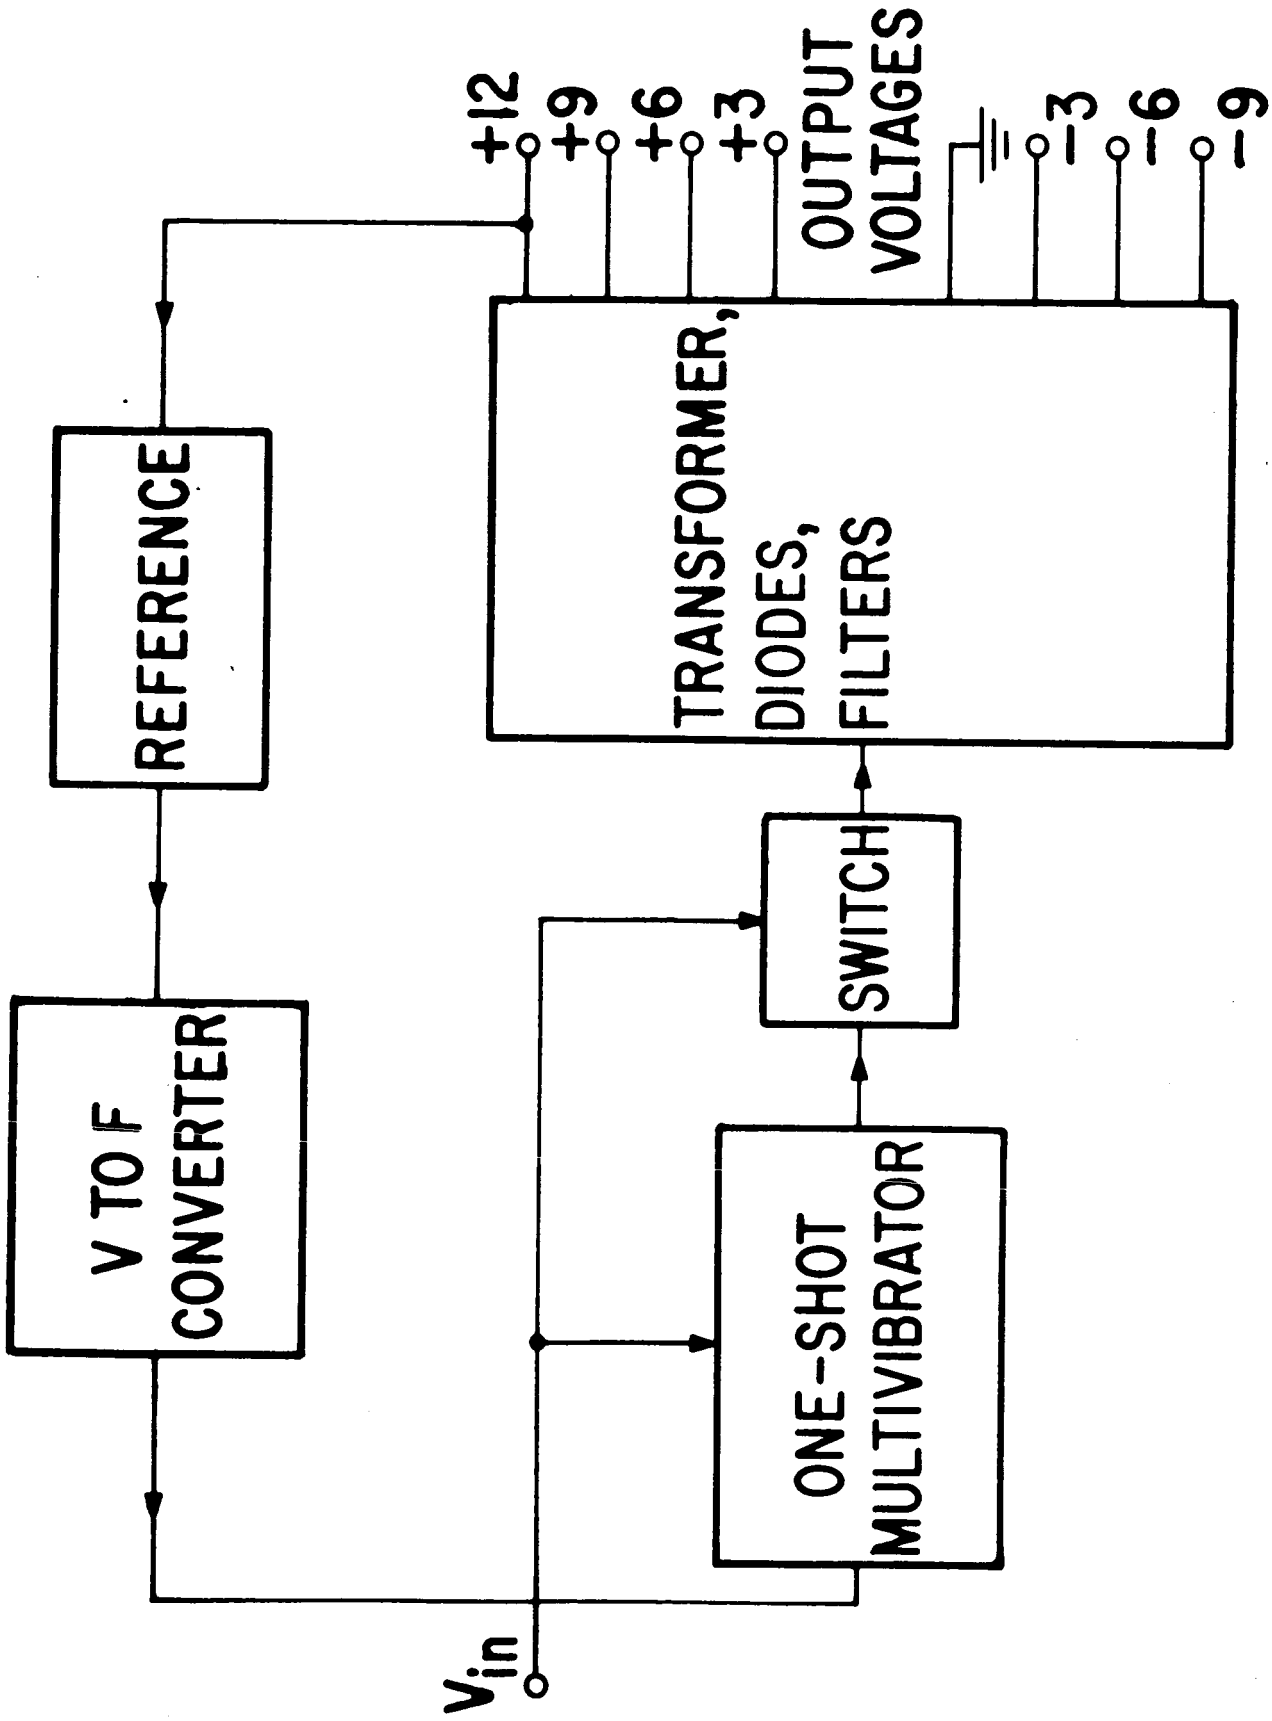 V TO F
CONVERTER
REFERENCE
Vin
ONE-SHOT
MULTIVIBRATOR
SWITCH
TRANSFORMER,
DIODES,
FILTERS
+12
+9
+6
+3
OUTPUT
VOLTAGES
-3
-6
-9